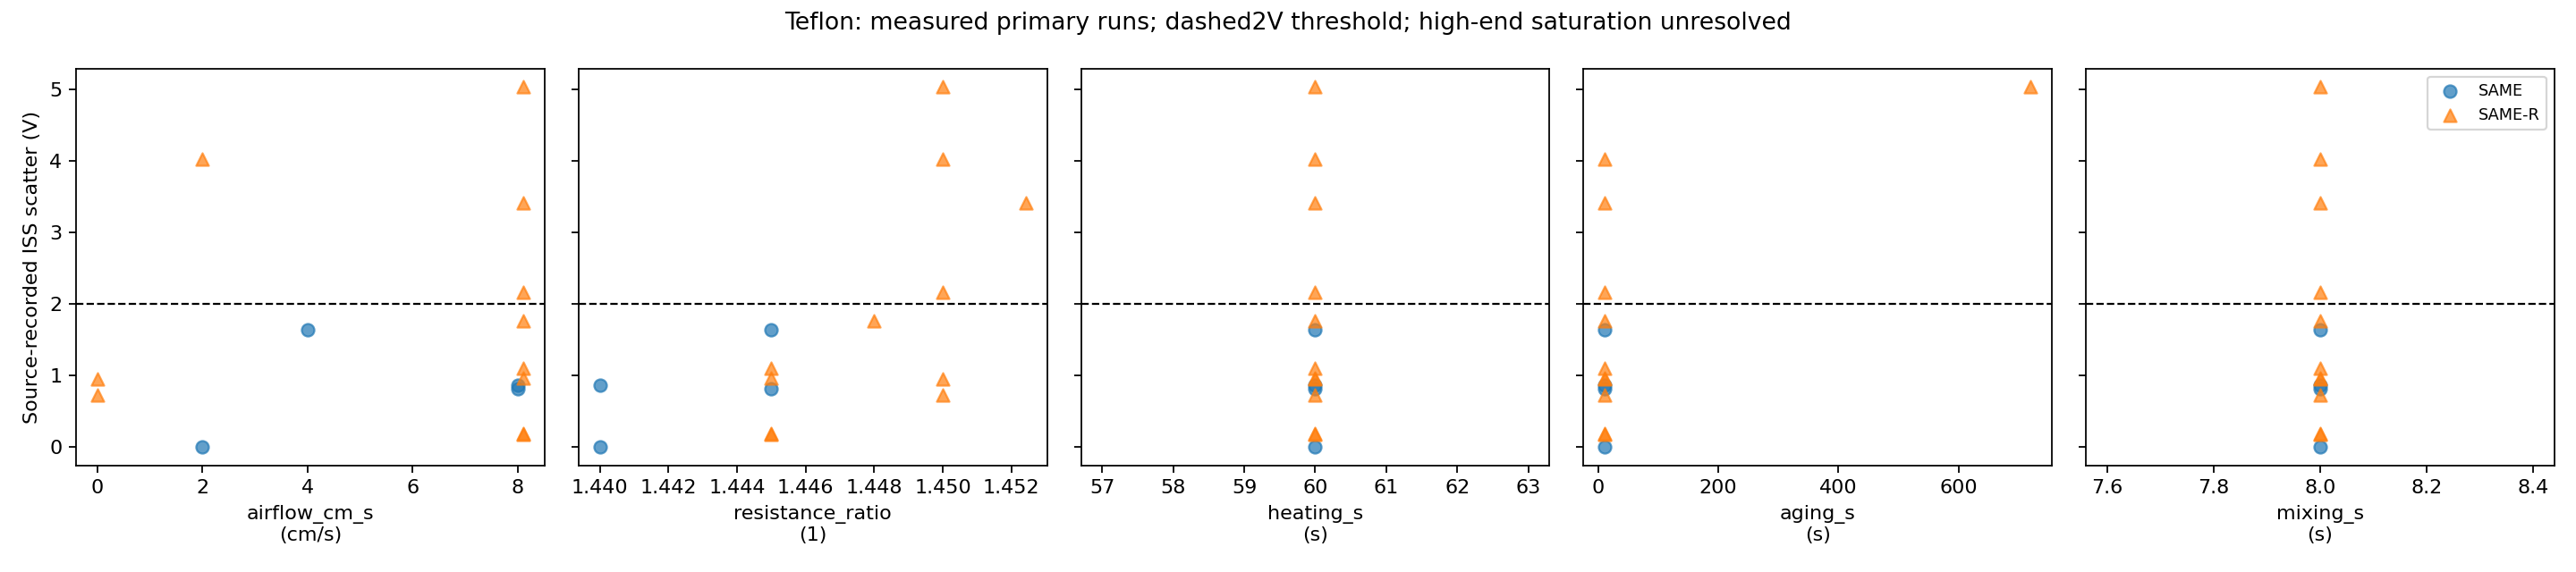 Teflon: measured primary runs; dashed2V threshold; high-end saturation unresolved
Source-recorded ISS scatter (V)
5
4
3
2
1
0
0 2 4 6 8
airflow_cm_s
(cm/s)
1.440 1.442 1.444 1.446 1.448 1.450 1.452
resistance_ratio
(1)
57 58 59 60 61 62 63
heating_s
(s)
0 200 400 600
aging_s
(s)
SAME
SAME-R
7.6 7.8 8.0 8.2 8.4
mixing_s
(s)